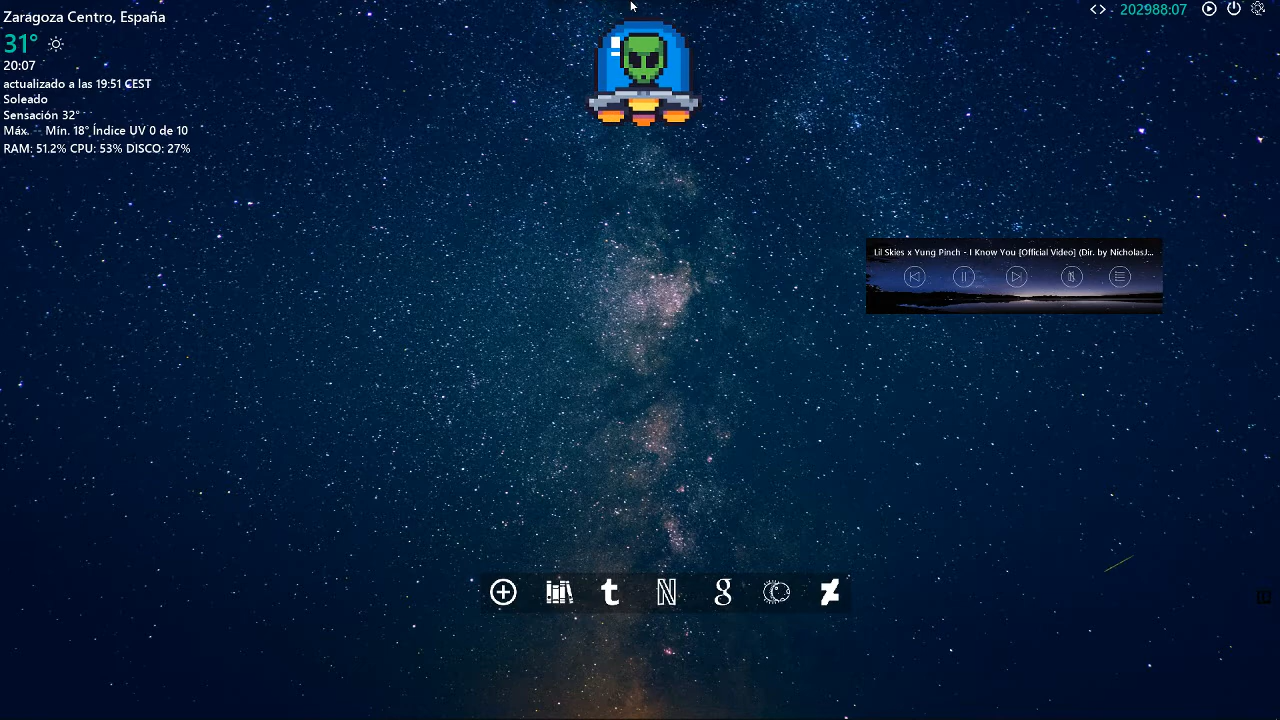 Zaragoza Centro, España
31°
20:07
actualizado a las 19:51 CEST
Soleado
Sensación 32°
Máx. -- Mín. 18° Índice UV 0 de 10
RAM: 51.2% CPU: 53% DISCO: 27%
202988:07
Lil Skies x Yung Pinch - I Know You [Official Video] (Dir. by NicholasJ...
t N g